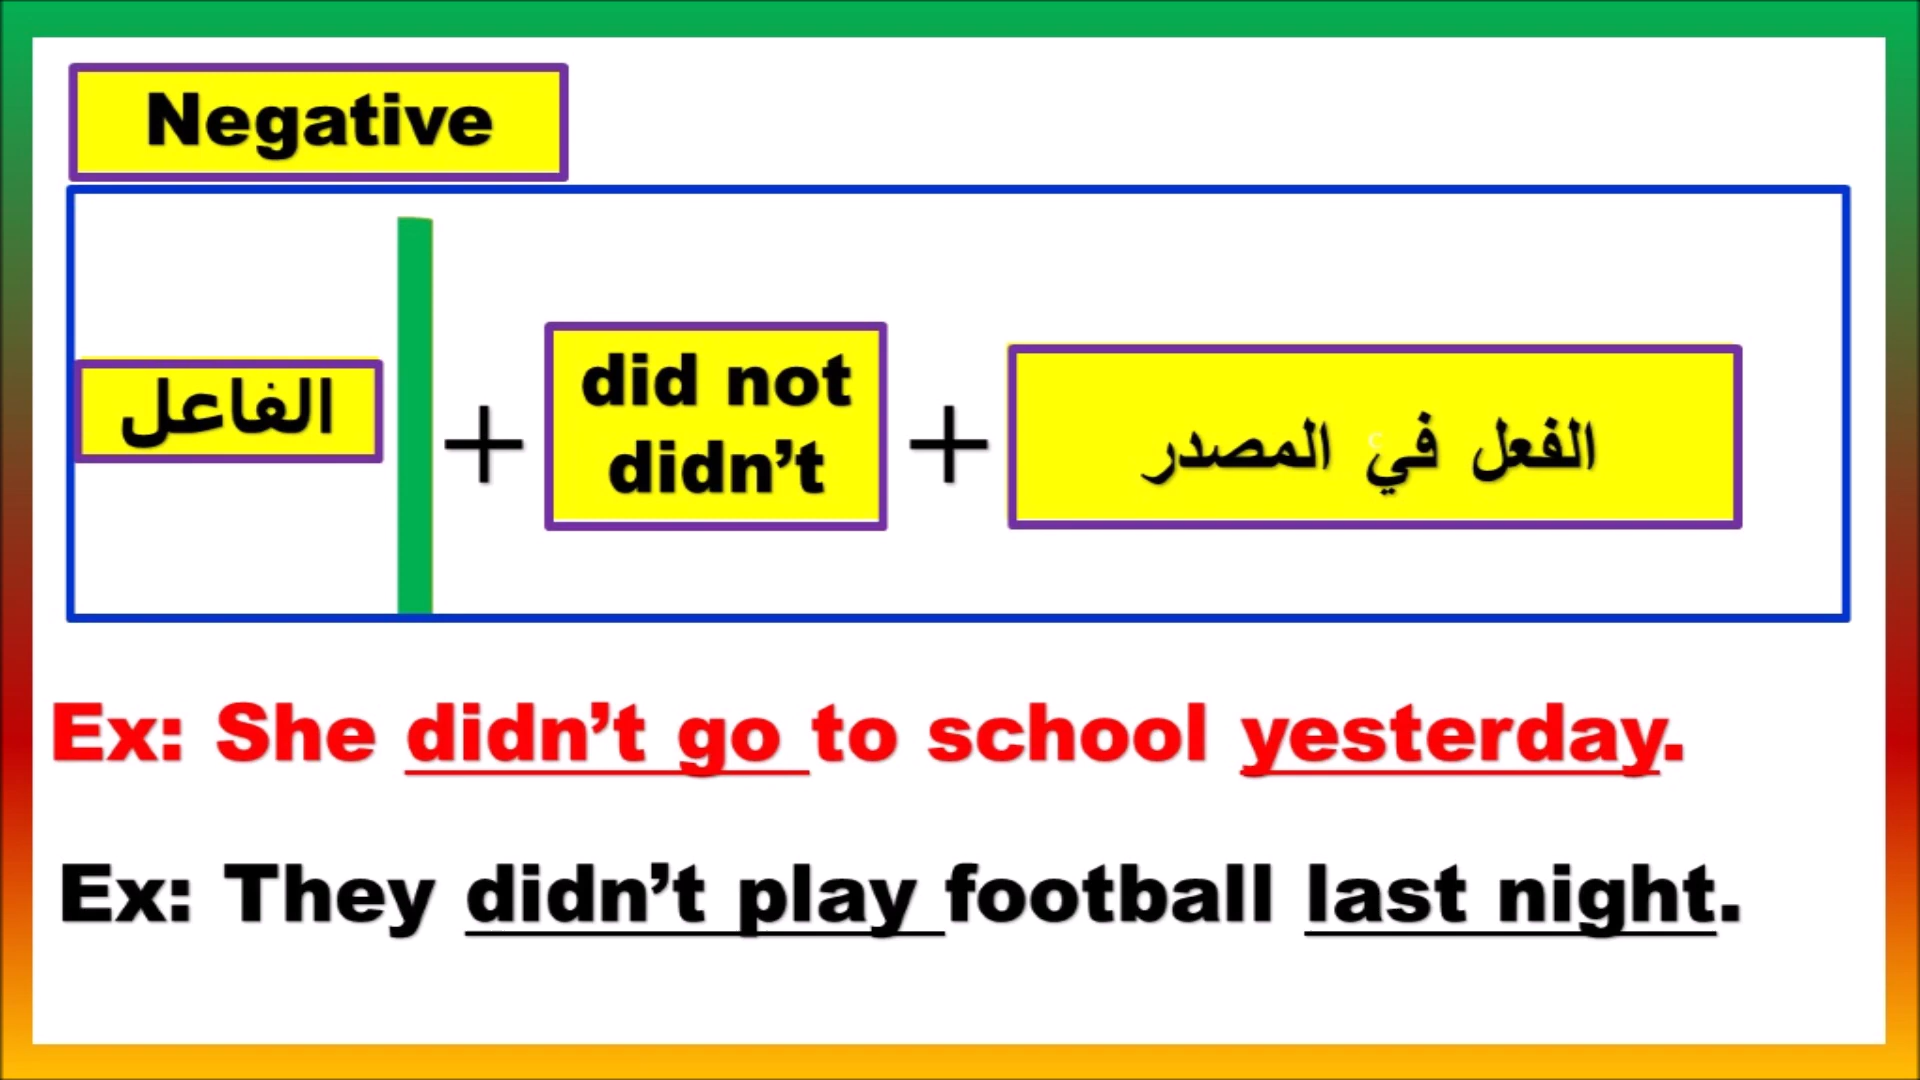 Negative
الفاعل
+
did not
didn’t
+
الفعل في المصدر
Ex: She didn’t go to school yesterday.
Ex: They didn’t play football last night.